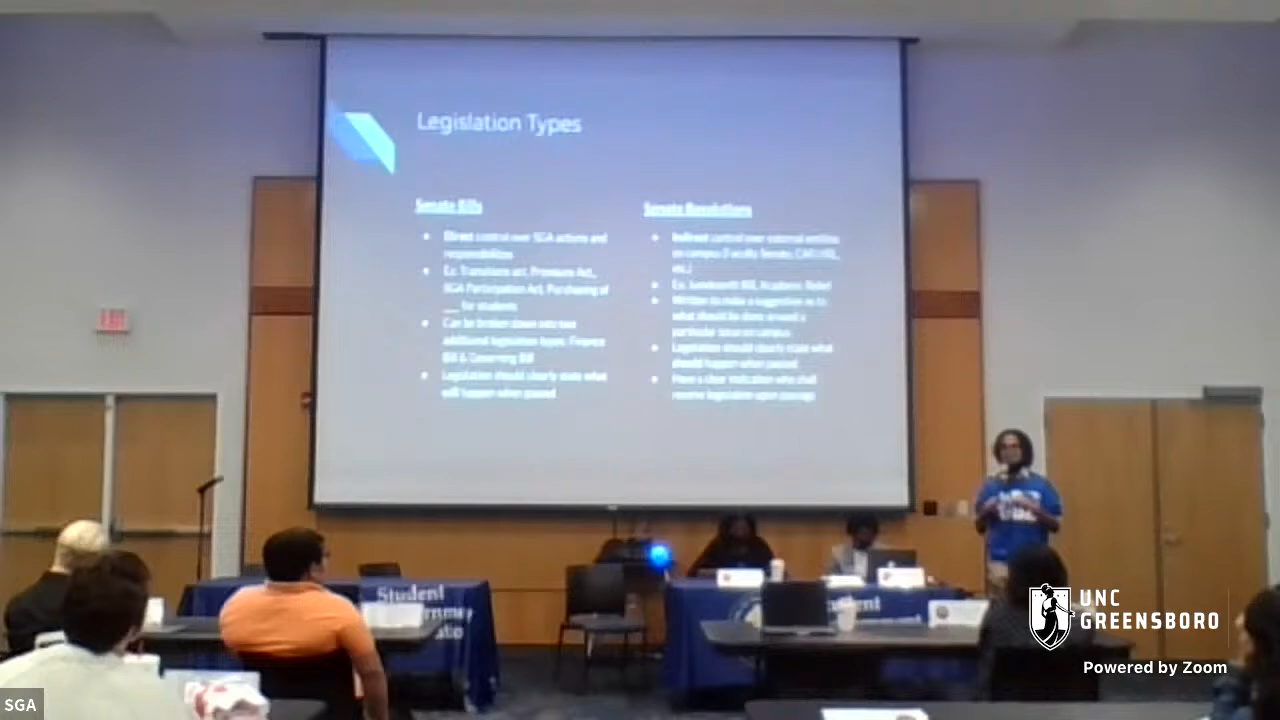 Legislation Types
Senate Bills
Direct control over SGA actions and
responsibilities
Ex: Transitions act, Pronouns Act,
SGA Participation Act, Purchasing of
___ for students
Can be broken down into two
additional legislation types: Finance
Bill & Governing Bill
Legislation should clearly state what
will happen when passed
Senate Resolutions
Indirect control over external entities
on campus (Faculty Senate,
etc.)
Ex: Bill, Academic Relief
Written to make a suggestion as to
what should be done around a
particular issue on campus
Legislation should clearly state what
should happen when passed
Have a clear indication who shall
receive legislation upon passage
EXIT
Student
UNC
GREENSBORO
Powered by Zoom
SGA